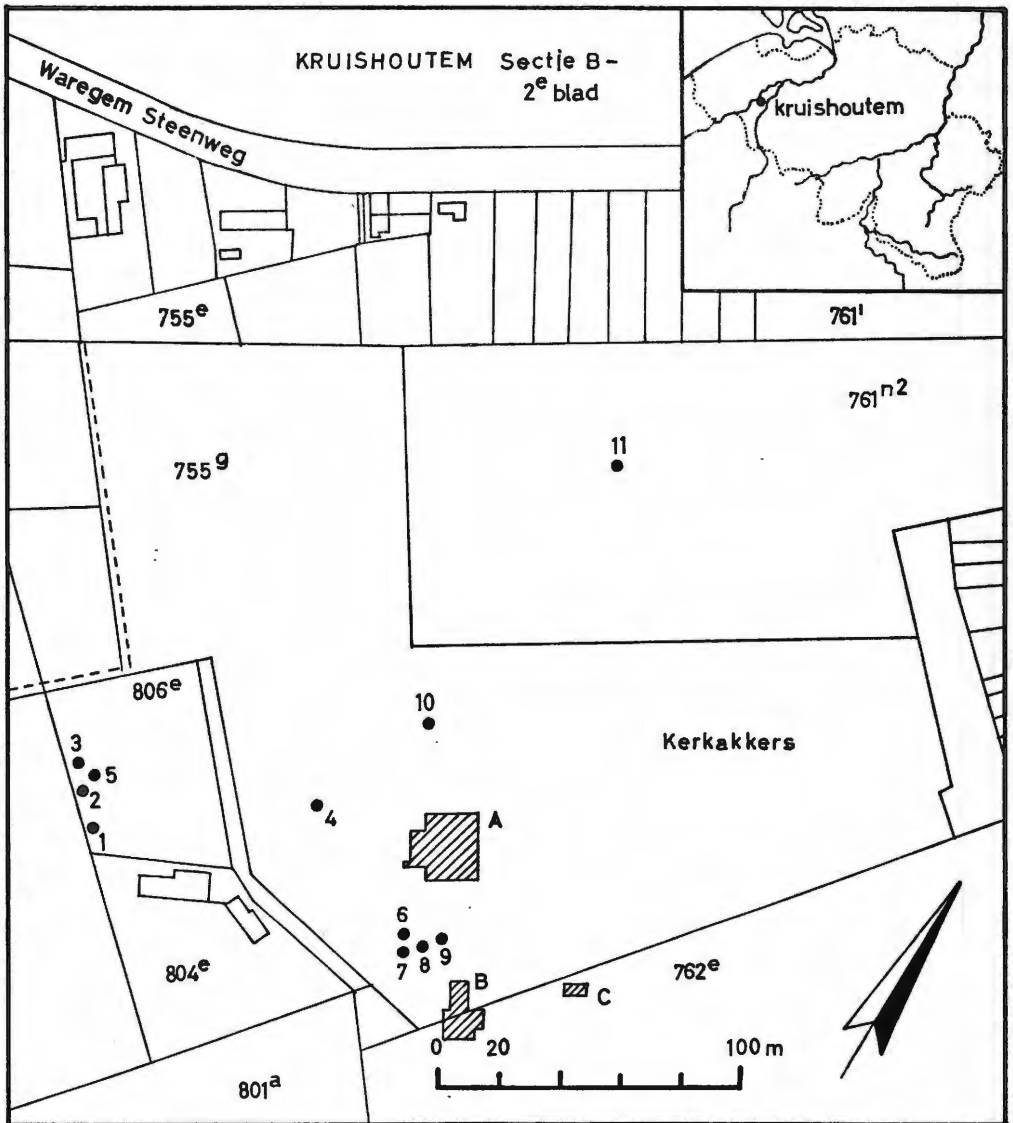 KRUISHOUTEM Sectie B-
2e blad
kruishoutem
Waregem Steenweg
755e
761l
761n2
11
755g
806e
10
Kerkakkers
3
5
2
4
A
1
6
9
7
8
804e
762e
B
C
0 20 100 m
801a